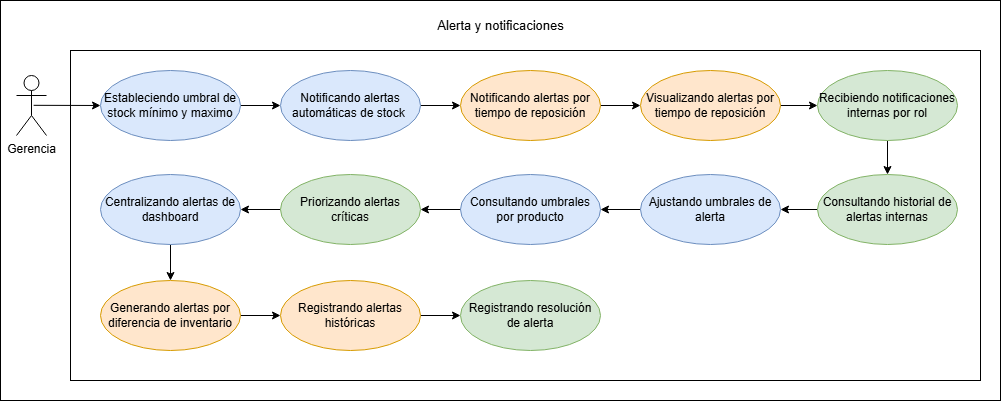 Alerta y notificaciones
Gerencia
Estableciendo umbral de
stock mínimo y maximo
Notificando alertas
automáticas de stock
Notificando alertas por
tiempo de reposición
Visualizando alertas por
tiempo de reposición
Recibiendo notificaciones
internas por rol
Consultando historial de
alertas internas
Ajustando umbrales de
alerta
Consultando umbrales
por producto
Priorizando alertas
críticas
Centralizando alertas de
dashboard
Generando alertas por
diferencia de inventario
Registrando alertas
históricas
Registrando resolución
de alerta